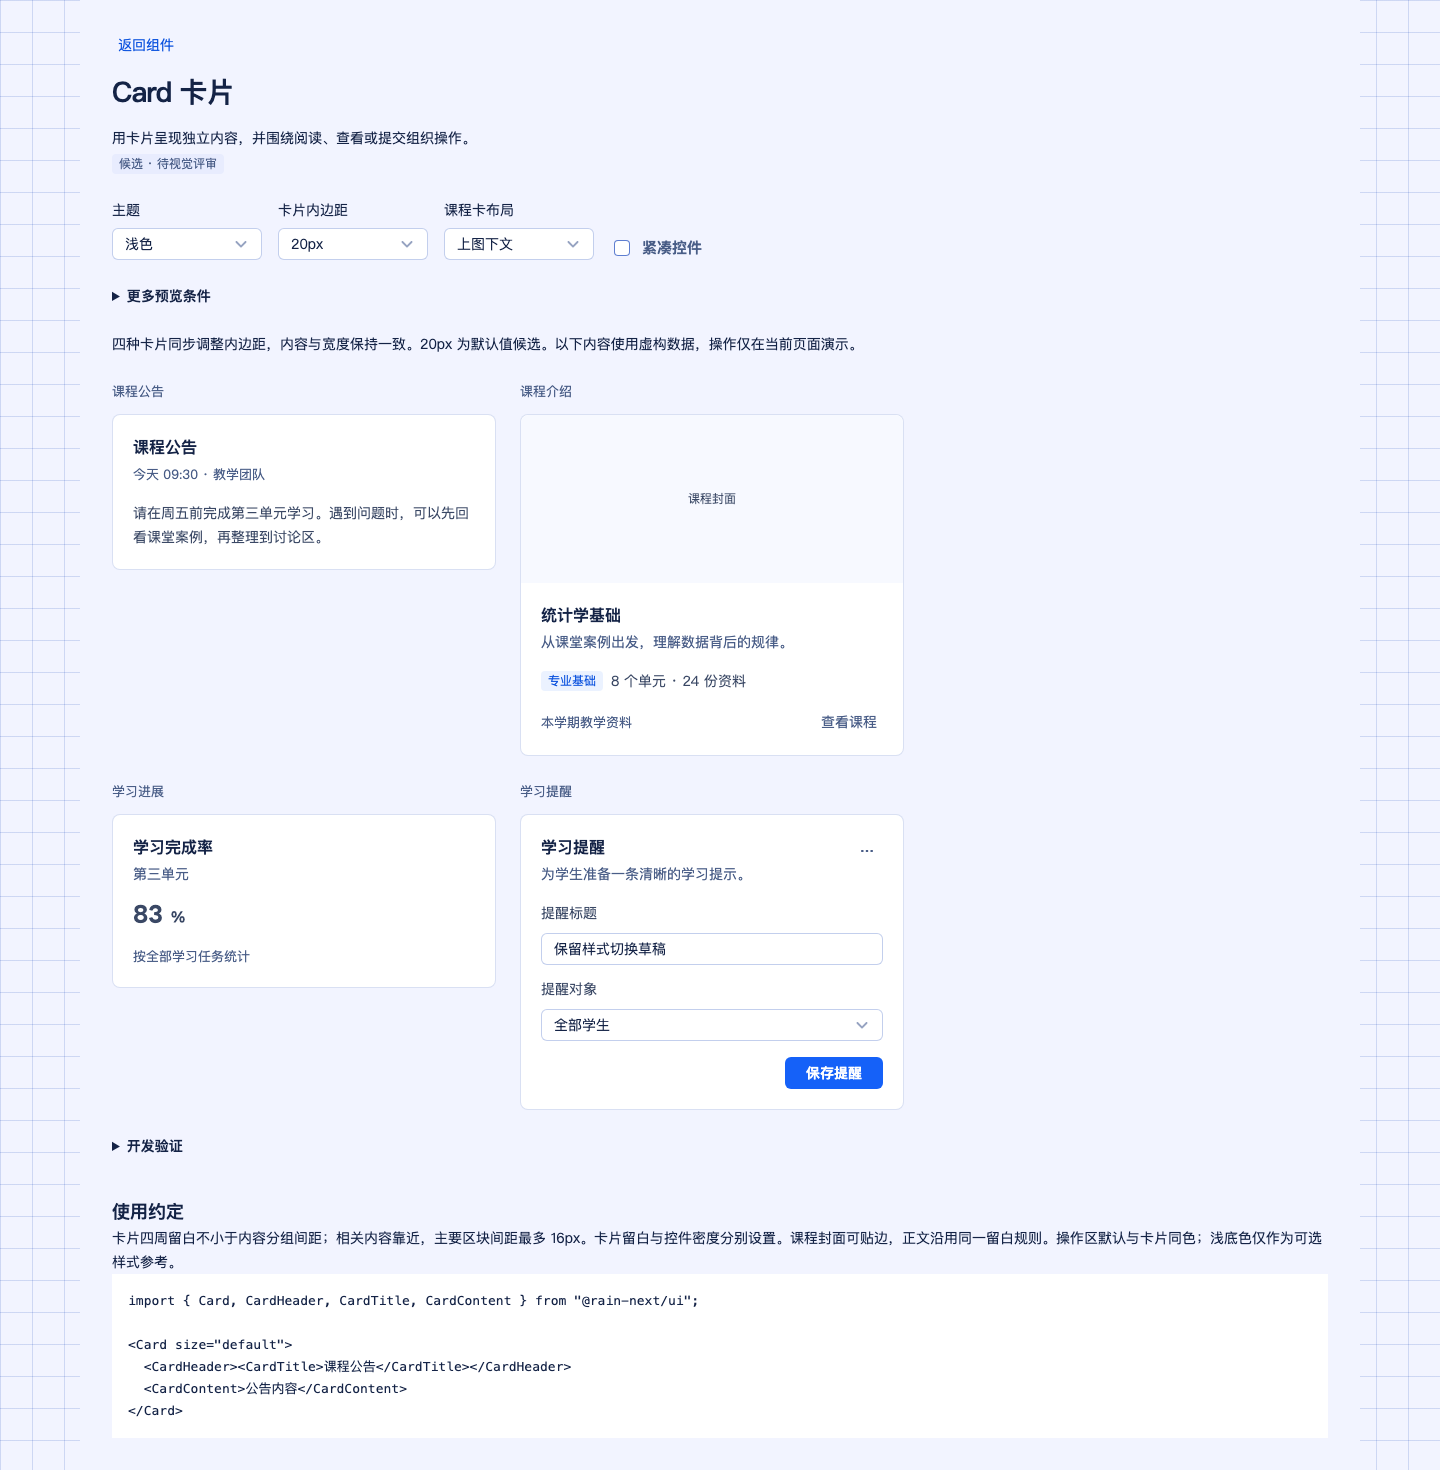 返回组件
Card 卡片
用卡片呈现独立内容，并围绕阅读、查看或提交组织操作。
候选 · 待视觉评审
主题
卡片内边距
课程卡布局
浅色
20px
上图下文
紧凑控件
更多预览条件
四种卡片同步调整内边距，内容与宽度保持一致。20px 为默认值候选。以下内容使用虚构数据，操作仅在当前页面演示。
课程公告
课程公告
今天 09:30 · 教学团队
请在周五前完成第三单元学习。遇到问题时，可以先回
看课堂案例，再整理到讨论区。
课程介绍
课程封面
统计学基础
从课堂案例出发，理解数据背后的规律。
专业基础 8 个单元 · 24 份资料
本学期教学资料 查看课程
学习进展
学习完成率
第三单元
83 %
按全部学习任务统计
学习提醒
学习提醒 ...
为学生准备一条清晰的学习提示。
提醒标题
保留样式切换草稿
提醒对象
全部学生
保存提醒
开发验证
使用约定
卡片四周留白不小于内容分组间距；相关内容靠近，主要区块间距最多 16px。卡片留白与控件密度分别设置。课程封面可贴边，正文沿用同一留白规则。操作区默认与卡片同色；浅底色仅作为可选
样式参考。
import { Card, CardHeader, CardTitle, CardContent } from "@rain-next/ui";
<Card size="default">
  <CardHeader><CardTitle>课程公告</CardTitle></CardHeader>
  <CardContent>公告内容</CardContent>
</Card>